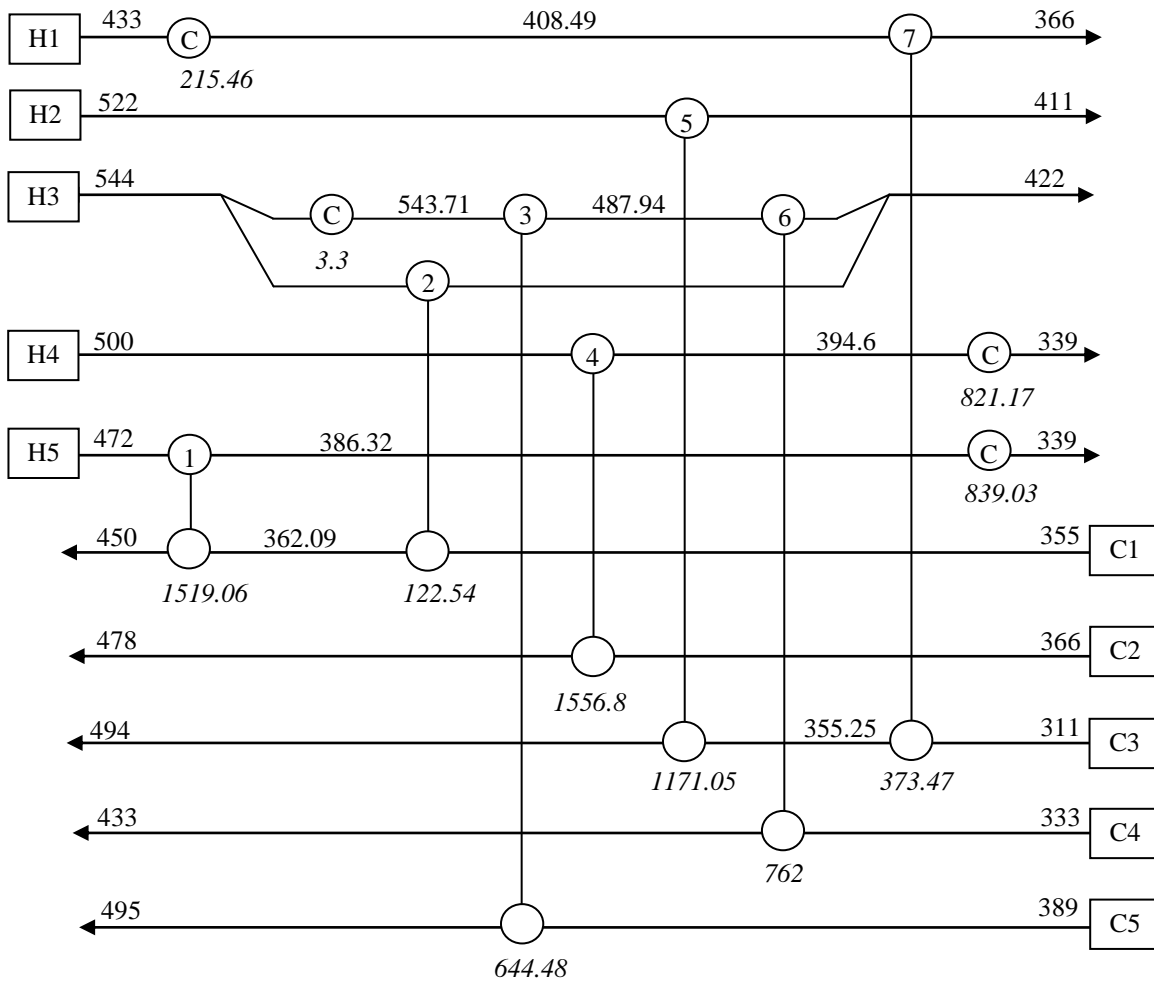 H1 433 C 408.49 7 366
215.46
H2 522 5 411
H3 544 C 543.71 3 487.94 6 422
3.3
2
H4 500 4 394.6 C 339
821.17
H5 472 1 386.32 C 339
839.03
450 362.09 355 C1
1519.06 122.54
478 366 C2
1556.8
494 355.25 311 C3
1171.05 373.47
433 333 C4
762
495 389 C5
644.48